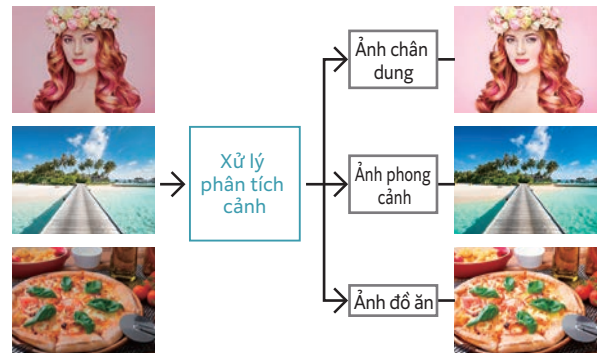 Xử lý
phân tích
cảnh
Ảnh chân
dung
Ảnh phong
cảnh
Ảnh đồ ăn